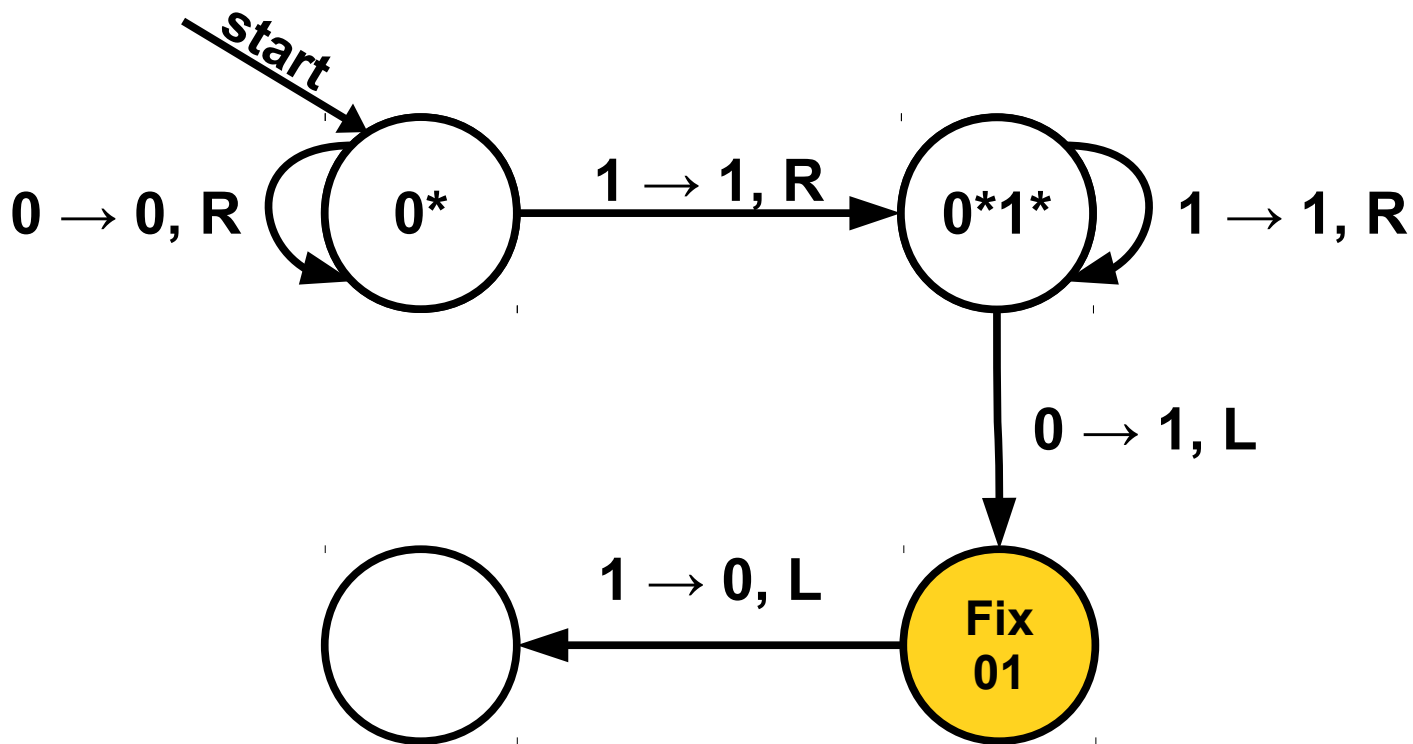 start
0 → 0, R
0*
1 → 1, R
0*1*
1 → 1, R
0 → 1, L
1 → 0, L
Fix
01